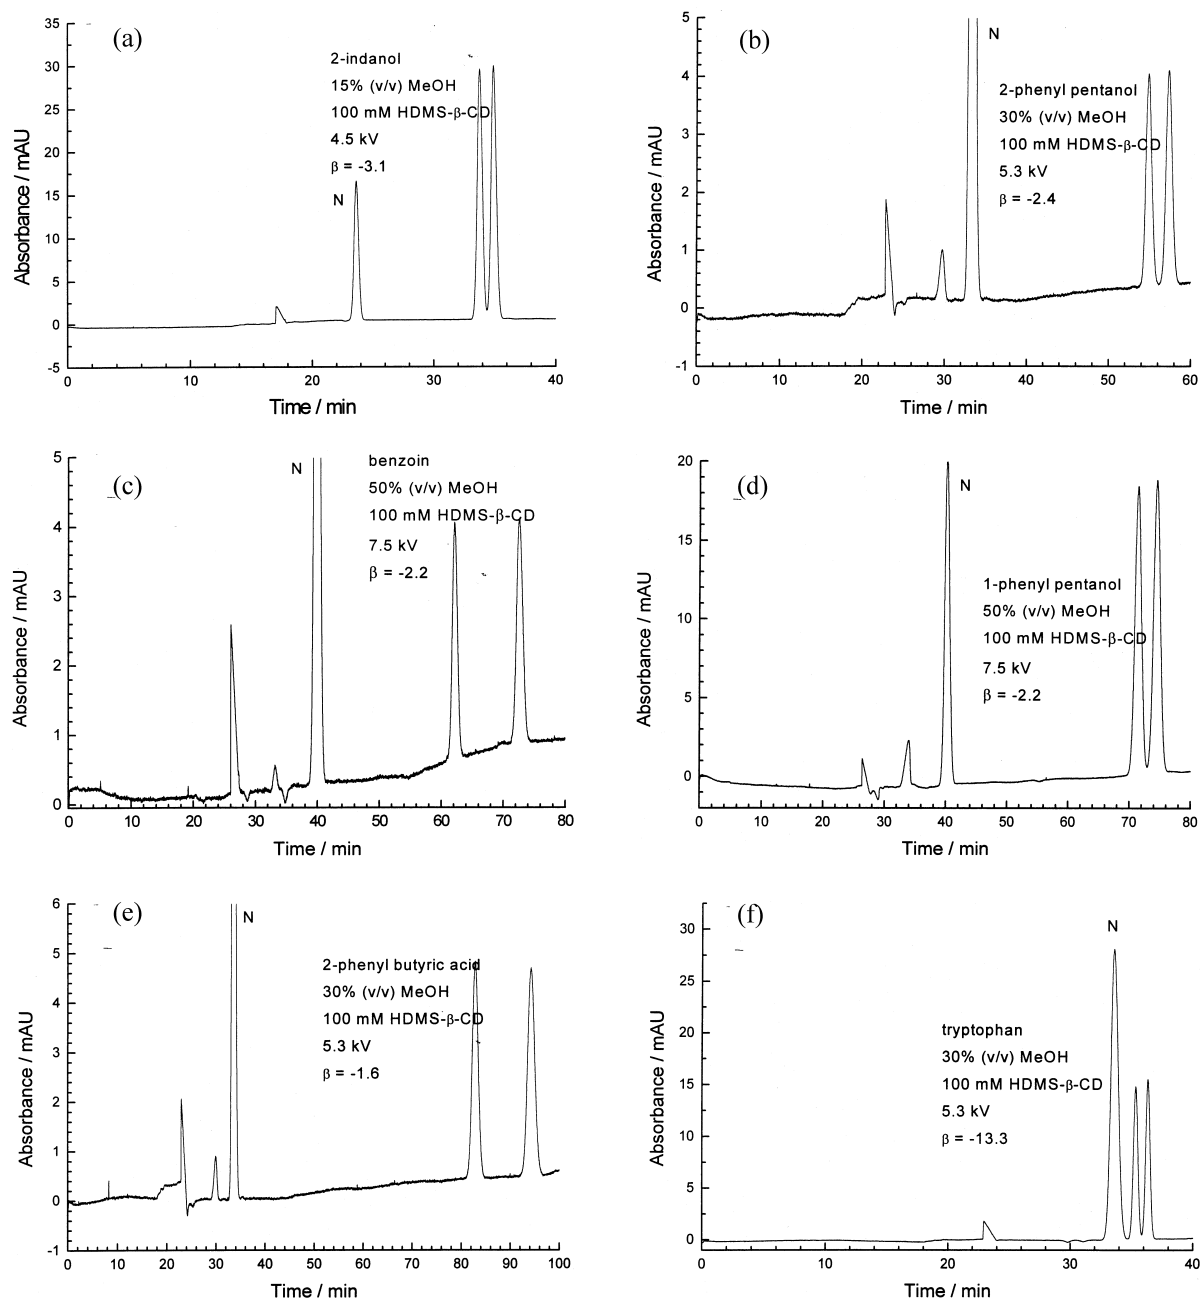 (a)
2-indanol
15% (v/v) MeOH
100 mM HDMS-β-CD
4.5 kV
β = -3.1
N
35
30
25
20
15
10
5
0
-5
Absorbance / mAU
0 10 20 30 40
Time / min
(b)
N
2-phenyl pentanol
30% (v/v) MeOH
100 mM HDMS-β-CD
5.3 kV
β = -2.4
5
4
3
2
1
0
-1
Absorbance / mAU
0 10 20 30 40 50 60
Time / min
(c)
N
benzoin
50% (v/v) MeOH
100 mM HDMS-β-CD
7.5 kV
β = -2.2
5
4
3
2
1
0
Absorbance / mAU
0 10 20 30 40 50 60 70 80
Time / min
(d)
N
1-phenyl pentanol
50% (v/v) MeOH
100 mM HDMS-β-CD
7.5 kV
β = -2.2
20
15
10
5
0
Absorbance / mAU
0 10 20 30 40 50 60 70 80
Time / min
(e)
N
2-phenyl butyric acid
30% (v/v) MeOH
100 mM HDMS-β-CD
5.3 kV
β = -1.6
6
5
4
3
2
1
0
-1
Absorbance / mAU
0 10 20 30 40 50 60 70 80 90 100
Time / min
(f)
N
tryptophan
30% (v/v) MeOH
100 mM HDMS-β-CD
5.3 kV
β = -13.3
30
25
20
15
10
5
0
Absorbance / mAU
0 10 20 30 40
Time / min